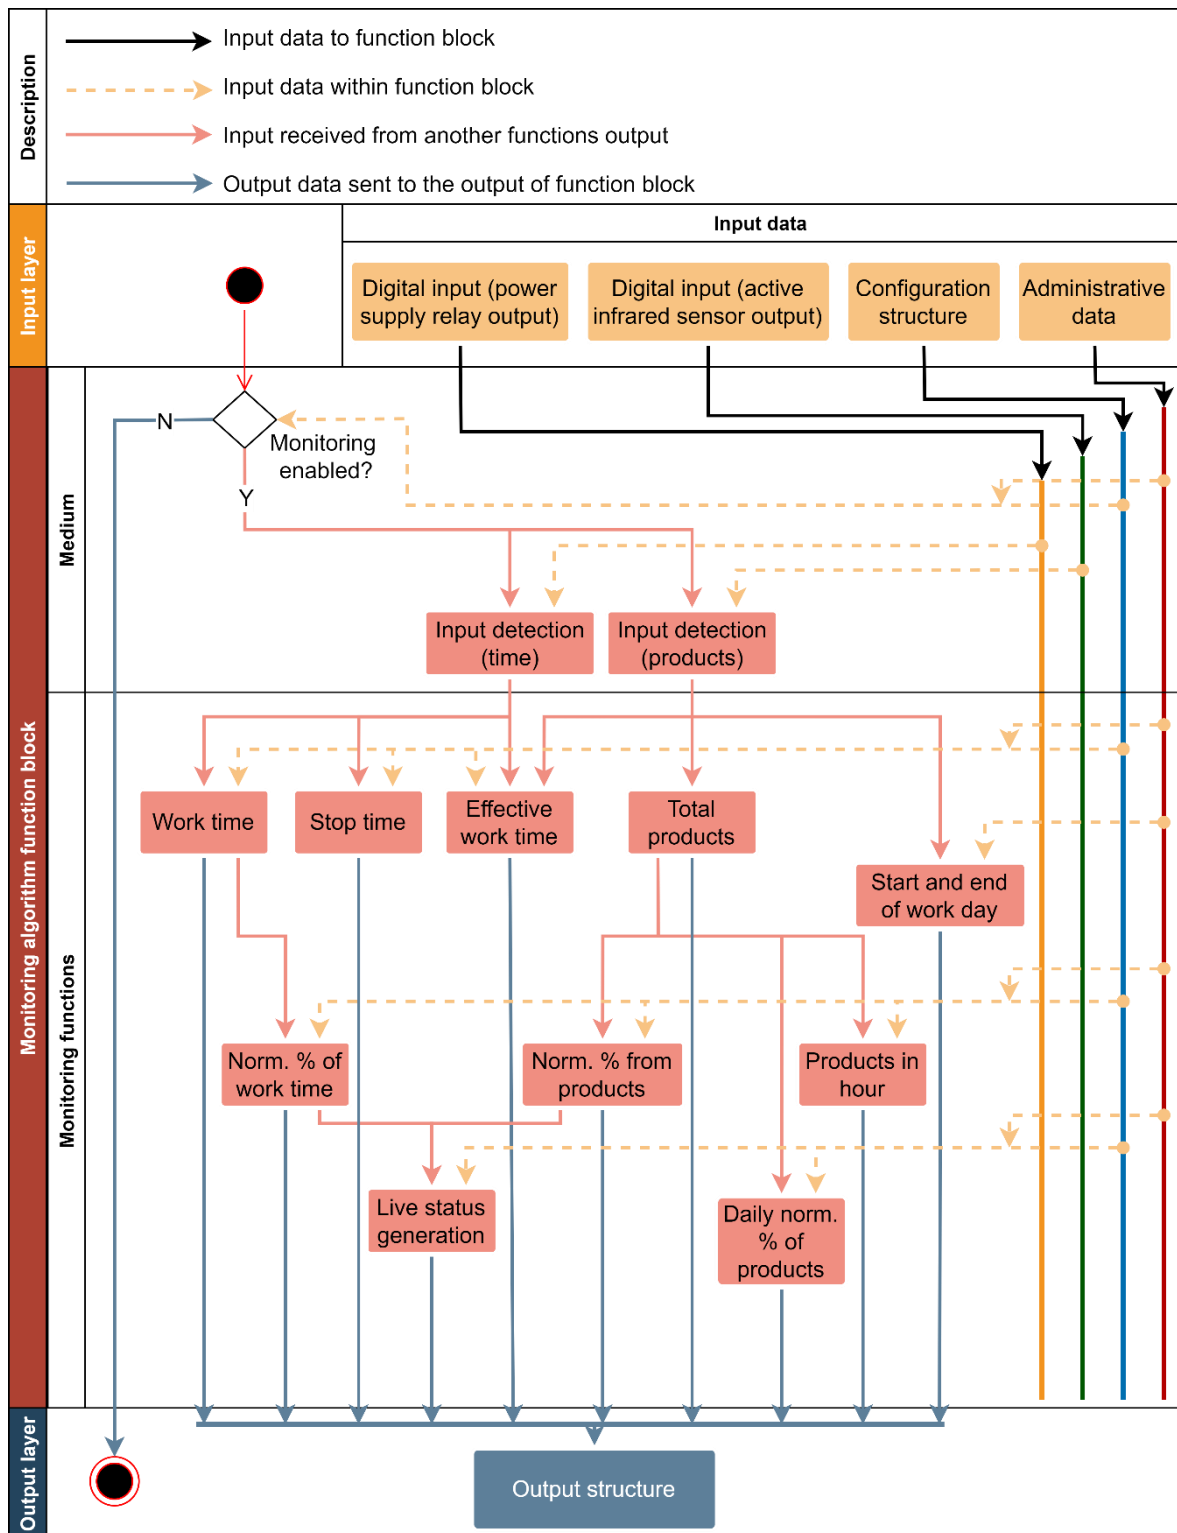 Description
Input data to function block
Input data within function block
Input received from another functions output
Output data sent to the output of function block
Input layer
Input data
Digital input (power
supply relay output)
Digital input (active
infrared sensor output)
Configuration
structure
Administrative
data
Monitoring algorithm function block
Medium
N
Monitoring
enabled?
Y
Input detection
(time)
Input detection
(products)
Monitoring functions
Work time
Stop time
Effective
work time
Total
products
Start and end
of work day
Norm. % of
work time
Norm. % from
products
Products in
hour
Live status
generation
Daily norm.
% of
products
Output layer
Output structure